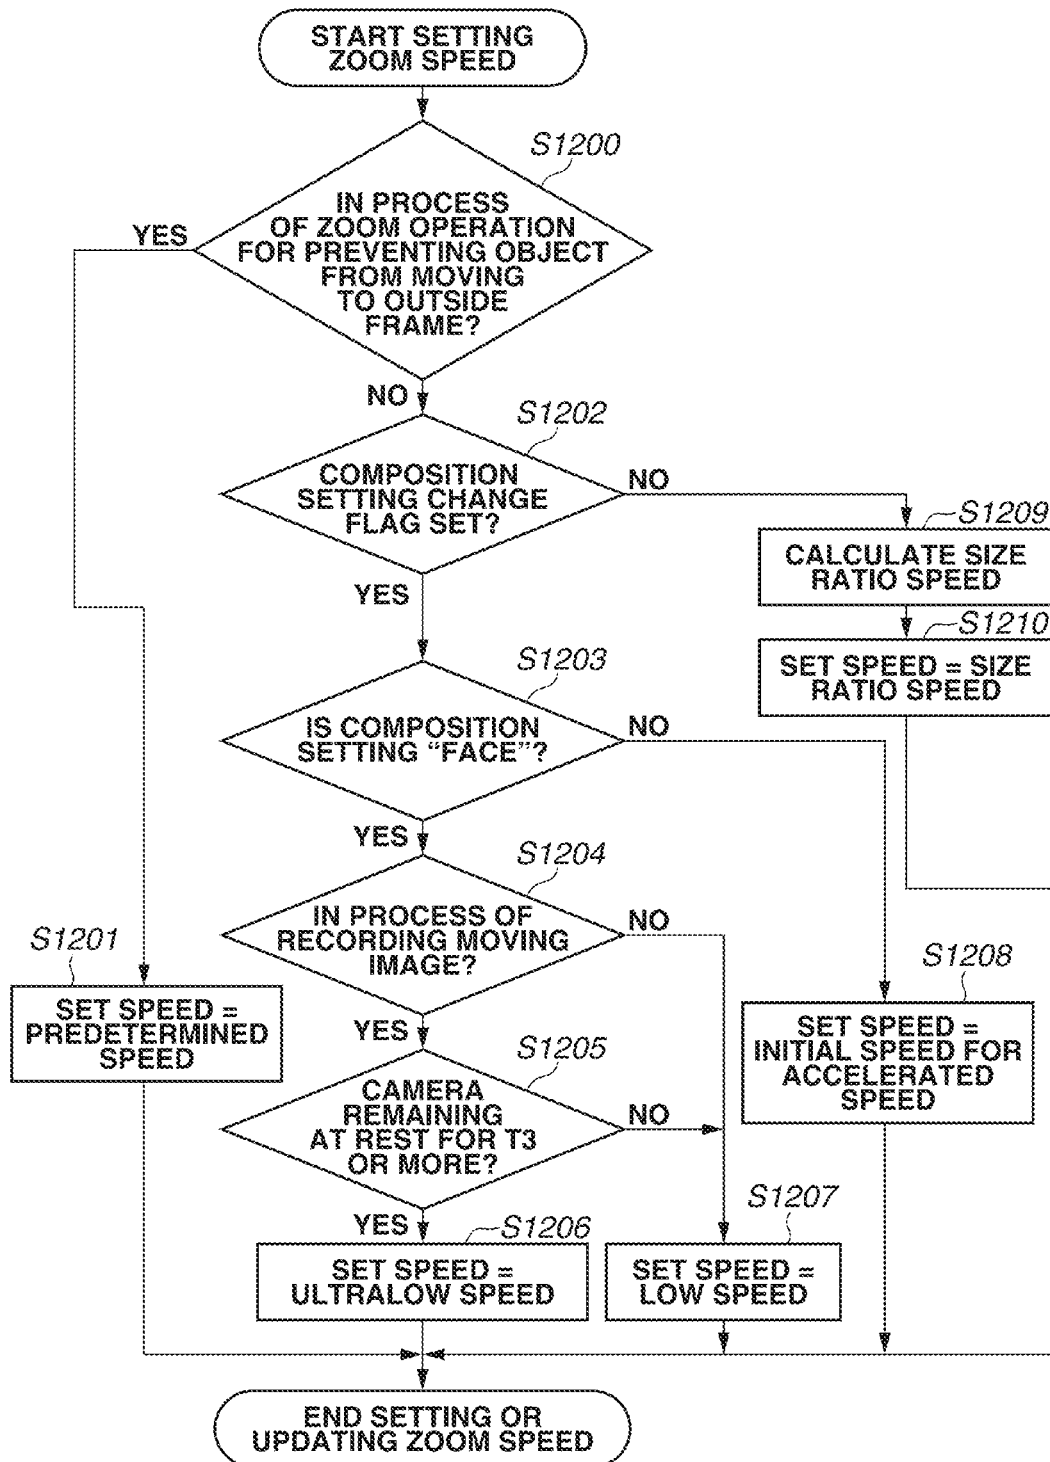 START SETTING
ZOOM SPEED
S1200
IN PROCESS
OF ZOOM OPERATION
FOR PREVENTING OBJECT
FROM MOVING
TO OUTSIDE
FRAME?
YES
NO
S1202
COMPOSITION
SETTING CHANGE
FLAG SET?
NO
YES
S1209
CALCULATE SIZE
RATIO SPEED
S1210
SET SPEED = SIZE
RATIO SPEED
S1203
IS COMPOSITION
SETTING "FACE"?
NO
YES
S1204
IN PROCESS OF
RECORDING MOVING
IMAGE?
NO
YES
S1201
SET SPEED =
PREDETERMINED
SPEED
S1208
SET SPEED =
INITIAL SPEED FOR
ACCELERATED
SPEED
S1205
CAMERA
REMAINING
AT REST FOR T3
OR MORE?
NO
YES
S1206
SET SPEED =
ULTRALOW SPEED
S1207
SET SPEED =
LOW SPEED
END SETTING OR
UPDATING ZOOM SPEED